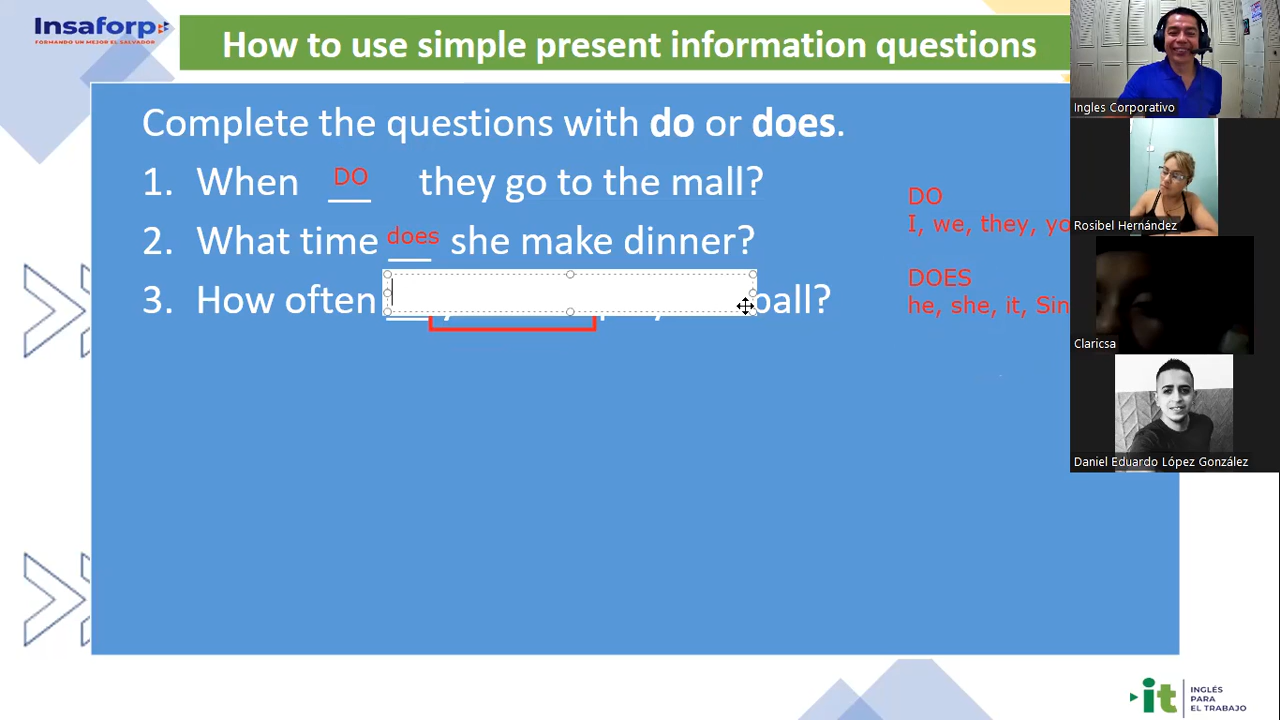 Insaforp
FORMANDO UN MEJOR EL SALVADOR
How to use simple present information questions
Complete the questions with do or does.
1. When DO they go to the mall?
2. What time does she make dinner?
3. How often ball?
DO
I, we, they, yo
DOES
he, she, it, Sin
Ingles Corporativo
Rosibel Hernández
Claricsa
Daniel Eduardo López González
it INGLÉS
PARA
EL TRABAJO